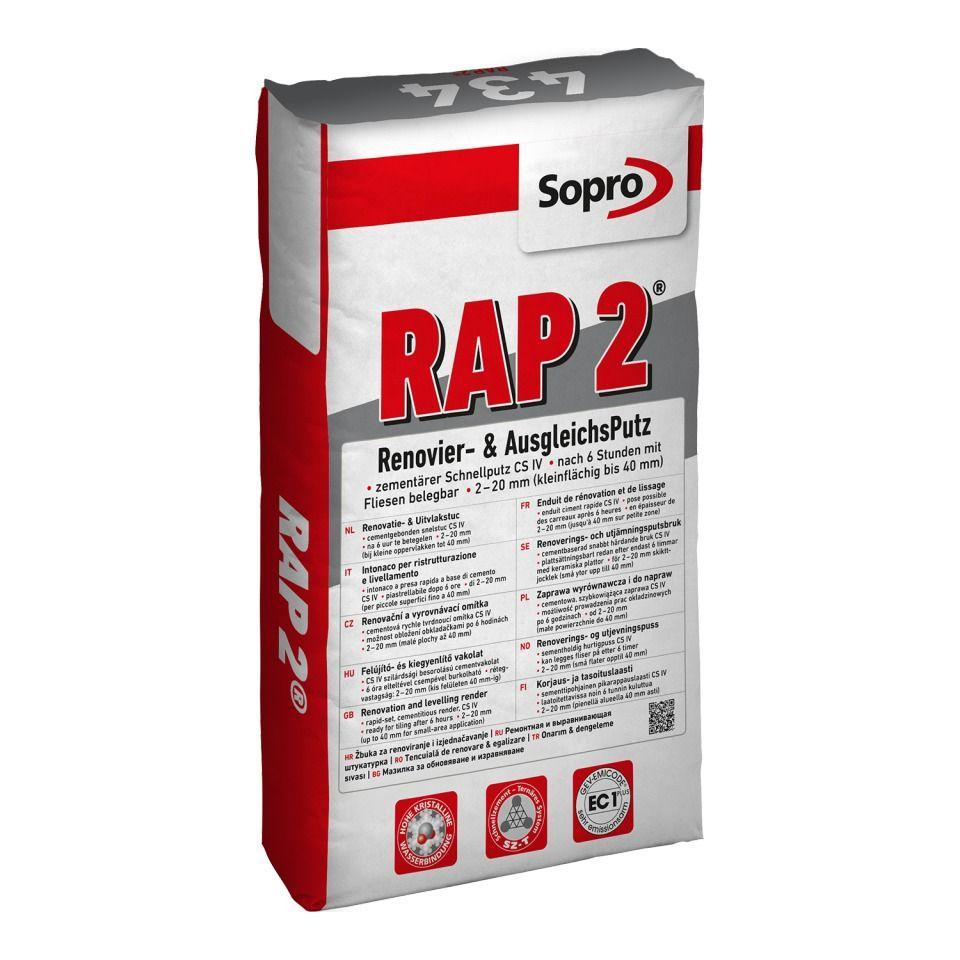 434
RAP 2®
Sopro
RAP 2®
Renovier- & AusgleichsPutz
• zementärer Schnellputz CS IV • nach 6 Stunden mit
Fliesen belegbar • 2–20 mm (kleinflächig bis 40 mm)
NL Renovatie- & Uitvlakstuc
• cementgebonden snelstuc CS IV
• na 6 uur te betegelen • 2–20 mm
(bij kleine oppervlakken tot 40 mm)
IT Intonaco per ristrutturazione
e livellamento
• intonaco a presa rapida a base di cemento
CS IV • piastrellabile dopo 6 ore • di 2–20 mm
(per piccole superfici fino a 40 mm)
CZ Renovační a vyrovnávací omítka
• cementová rychle tvrdnoucí omítka CS IV
• možnost obložení obkladačkami po 6 hodinách
• 2–20 mm (malé plochy až 40 mm)
HU Felújító- és kiegyenlítő vakolat
• CS IV szilárdsági besorolású cementvakolat
• 6 óra elteltével csempével burkolható • réteg-
vastagság: 2–20 mm (kis felületen 40 mm-ig)
GB Renovation and levelling render
• rapid-set, cementitious render, CS IV
• ready for tiling after 6 hours • 2–20 mm
(up to 40 mm for small-area application)
FR Enduit de rénovation et de lissage
• enduit ciment rapide CS IV • pose possible
des carreaux après 6 heures • en épaisseur de
2–20 mm (jusqu'à 40 mm sur petite zone)
SE Renoverings- och utjämningsputsbruk
• cementbaserad snabbt härdande bruk CS IV
• plattsättningsbart redan efter endast 6 timmar
med keramiska plattor • för 2–20 mm skikt-
jocklek (små ytor upp till 40 mm)
PL Zaprawa wyrównawcza i do napraw
• cementowa, szybkowiążąca zaprawa CS IV
• możliwość prowadzenia prac okładzinowych
po 6 godzinach • od 2–20 mm
(małe powierzchnie do 40 mm)
NO Renoverings- og utjevningspuss
• sementholdig hurtigpuss CS IV
• kan legges fliser på etter 6 timer
• 2–20 mm (små flater opptil 40 mm)
FI Korjaus- ja tasoituslaasti
• sementtipohjainen pikarappauslaasti CS IV
• laatoitettavissa noin 6 tunnin kuluttua
• 2–20 mm (pienellä alueella 40 mm asti)
HR Žbuka za renoviranje i izjednačavanje | RU Ремонтная и выравнивающая
штукатурка | RO Tencuială de renovare & egalizare | TR Onarım & dengeleme
sıvası | BG Мазилка за обновяване и изравняване
HOHE KRISTALLINE
WASSERBINDUNG
Schnellzement – Ternäres System
SZ-T
GEV-EMICODE®
EC1PLUS
sehr emissionsarm
RAP 2®